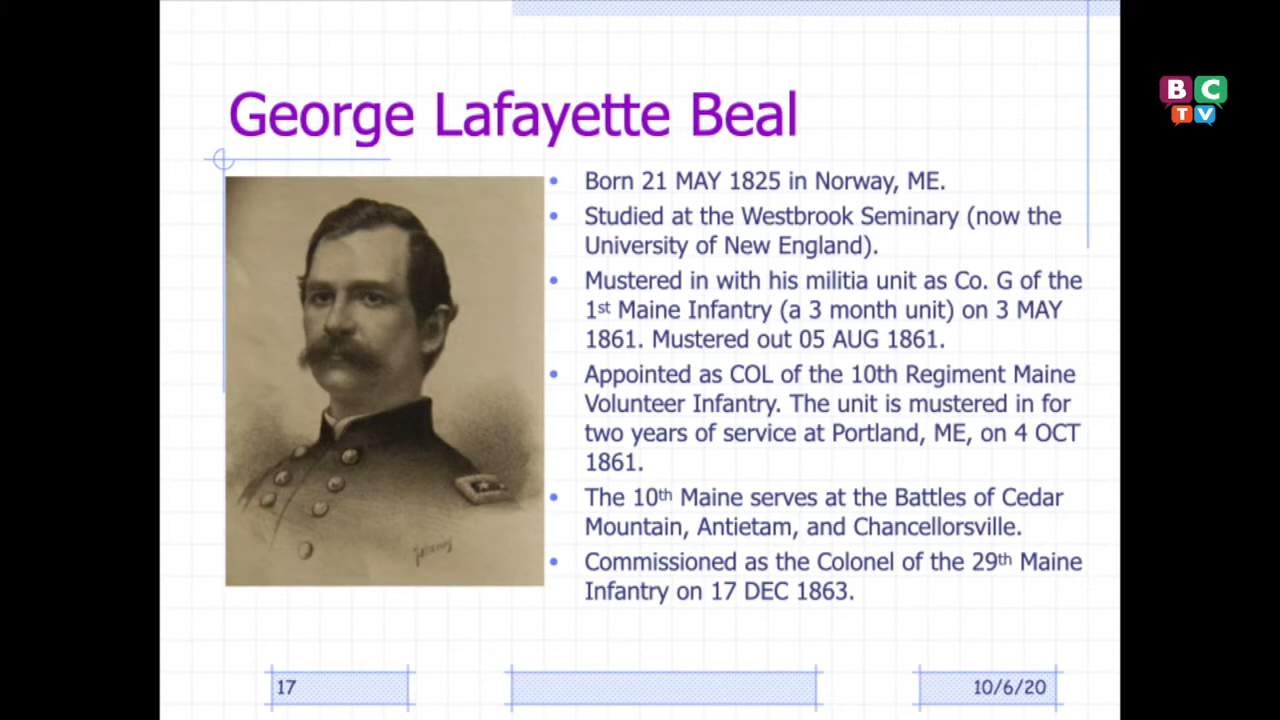 BC
TV
George Lafayette Beal
• Born 21 MAY 1825 in Norway, ME.
• Studied at the Westbrook Seminary (now the
University of New England).
• Mustered in with his militia unit as Co. G of the
1st Maine Infantry (a 3 month unit) on 3 MAY
1861. Mustered out 05 AUG 1861.
• Appointed as COL of the 10th Regiment Maine
Volunteer Infantry. The unit is mustered in for
two years of service at Portland, ME, on 4 OCT
1861.
• The 10th Maine serves at the Battles of Cedar
Mountain, Antietam, and Chancellorsville.
• Commissioned as the Colonel of the 29th Maine
Infantry on 17 DEC 1863.
17
10/6/20